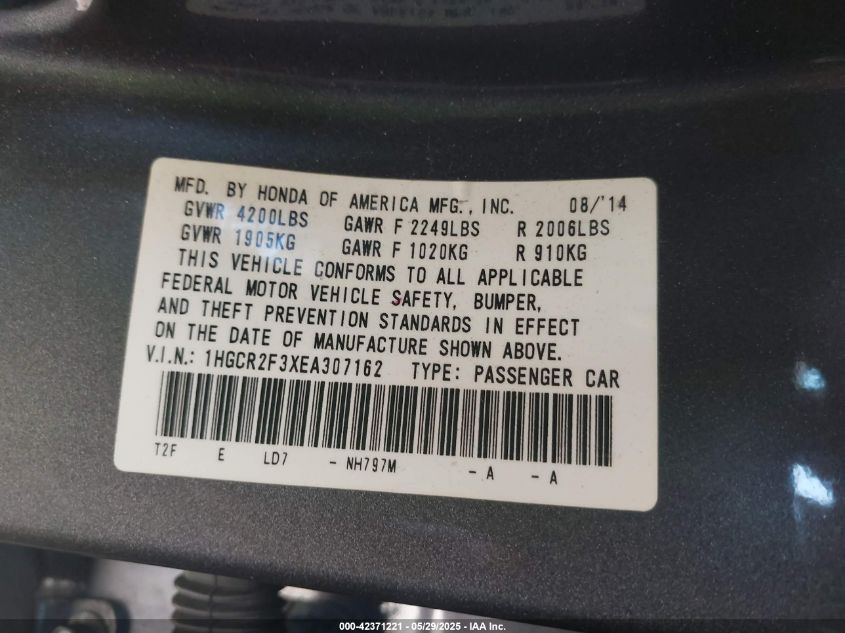 MFD. BY HONDA OF AMERICA MFG., INC. 08/'14
GVWR 4200LBS GAWR F 2249LBS R 2006LBS
GVWR 1905KG GAWR F 1020KG R 910KG
THIS VEHICLE CONFORMS TO ALL APPLICABLE
FEDERAL MOTOR VEHICLE SAFETY, BUMPER,
AND THEFT PREVENTION STANDARDS IN EFFECT
ON THE DATE OF MANUFACTURE SHOWN ABOVE.
V.I.N.: 1HGCR2F3XEA307162 TYPE: PASSENGER CAR
T2F E LD7 - NH797M - A - A
000-42371221 - 05/29/2025 - IAA Inc.